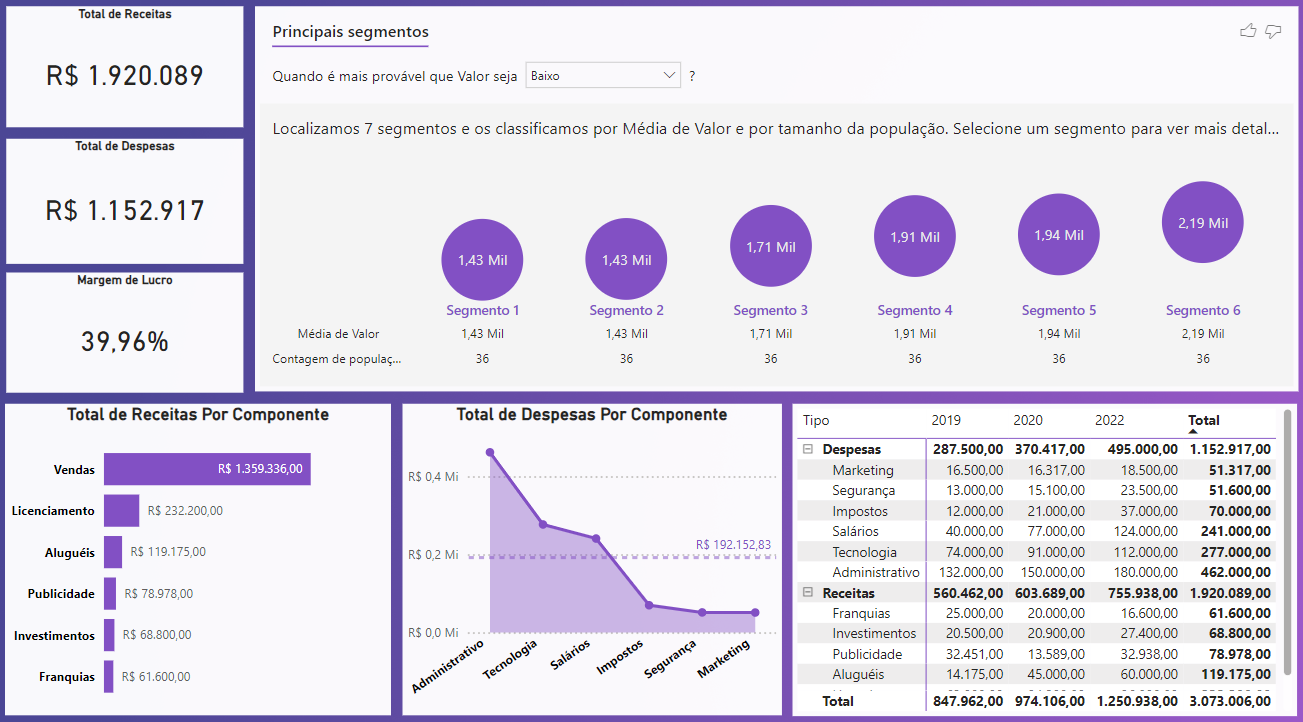 Total de Receitas
R$ 1.920.089
Total de Despesas
R$ 1.152.917
Margem de Lucro
39,96%
Principais segmentos
Quando é mais provável que Valor seja Baixo ?
Localizamos 7 segmentos e os classificamos por Média de Valor e por tamanho da população. Selecione um segmento para ver mais detal...
1,43 Mil 1,43 Mil 1,71 Mil 1,91 Mil 1,94 Mil 2,19 Mil
Segmento 1 Segmento 2 Segmento 3 Segmento 4 Segmento 5 Segmento 6
Média de Valor 1,43 Mil 1,43 Mil 1,71 Mil 1,91 Mil 1,94 Mil 2,19 Mil
Contagem de populaç... 36 36 36 36 36 36
Total de Receitas Por Componente
Vendas R$ 1.359.336,00
Licenciamento R$ 232.200,00
Aluguéis R$ 119.175,00
Publicidade R$ 78.978,00
Investimentos R$ 68.800,00
Franquias R$ 61.600,00
Total de Despesas Por Componente
R$ 0,4 Mi
R$ 192.152,83
R$ 0,2 Mi
R$ 0,0 Mi
Administrativo Tecnologia Salários Impostos Segurança Marketing
Tipo 2019 2020 2022 Total
Despesas 287.500,00 370.417,00 495.000,00 1.152.917,00
Marketing 16.500,00 16.317,00 18.500,00 51.317,00
Segurança 13.000,00 15.100,00 23.500,00 51.600,00
Impostos 12.000,00 21.000,00 37.000,00 70.000,00
Salários 40.000,00 77.000,00 124.000,00 241.000,00
Tecnologia 74.000,00 91.000,00 112.000,00 277.000,00
Administrativo 132.000,00 150.000,00 180.000,00 462.000,00
Receitas 560.462,00 603.689,00 755.938,00 1.920.089,00
Franquias 25.000,00 20.000,00 16.600,00 61.600,00
Investimentos 20.500,00 20.900,00 27.400,00 68.800,00
Publicidade 32.451,00 13.589,00 32.938,00 78.978,00
Aluguéis 14.175,00 45.000,00 60.000,00 119.175,00
Total 847.962,00 974.106,00 1.250.938,00 3.073.006,00